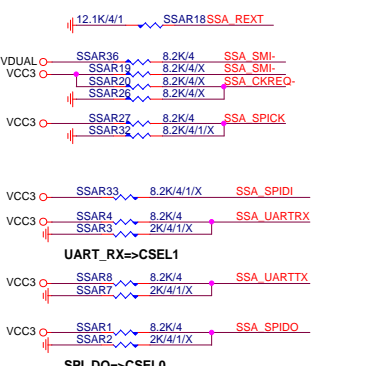 12.1K/4/1 SSAR18 SSA_REXT
VDUAL SSAR36 8.2K/4 SSA_SMI-
VCC3 SSAR19 8.2K/4/X SSA_SMI-
SSAR20 8.2K/4/X SSA_CKREQ-
SSAR26 8.2K/4/X
VCC3 SSAR27 8.2K/4 SSA_SPICK
SSAR32 8.2K/4/1/X
VCC3 SSAR33 8.2K/4/1/X SSA_SPIDI
VCC3 SSAR4 8.2K/4 SSA_UARTRX
SSAR3 2K/4/1/X
UART_RX=>CSEL1
VCC3 SSAR8 8.2K/4 SSA_UARTTX
SSAR7 2K/4/1/X
VCC3 SSAR1 8.2K/4 SSA_SPIDO
SSAR2 2K/4/1/X
SPI_DO=>CSEL0